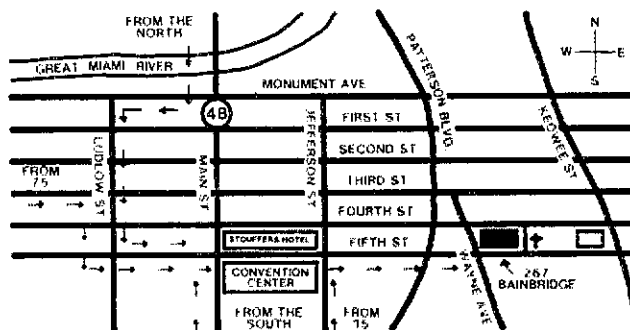 FROM THE
NORTH
N
W E
S
GREAT MIAMI RIVER
PATTERSON BLVD.
MONUMENT AVE
4B
JEFFERSON ST
FIRST ST
KEOWEE ST
LUDLOW ST
MAIN ST
SECOND ST
FROM
75
THIRD ST
FOURTH ST
STOUFFERS HOTEL
FIFTH ST
WAYNE AVE
CONVENTION
CENTER
267
BAINBRIDGE
FROM THE
SOUTH
FROM
75